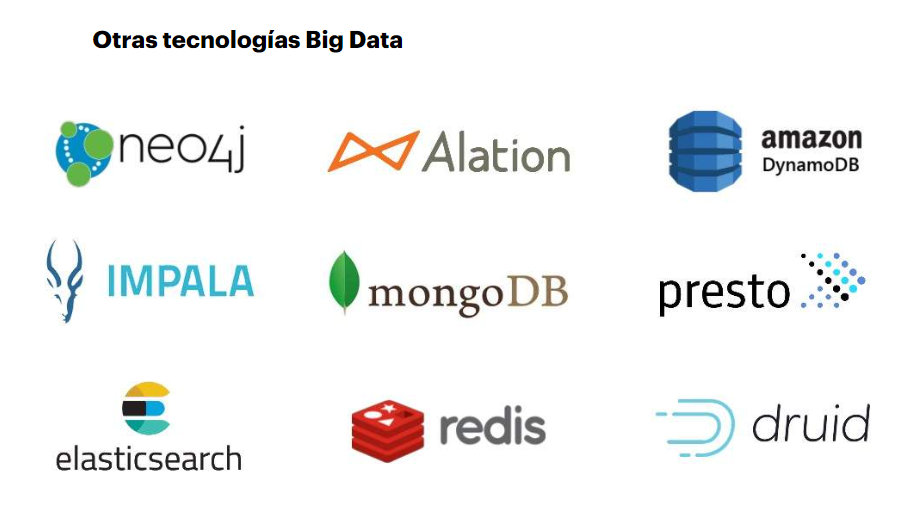 Otras tecnologías Big Data
neo4j
Alation
amazon
DynamoDB
IMPALA
mongoDB
presto
elasticsearch
redis
druid